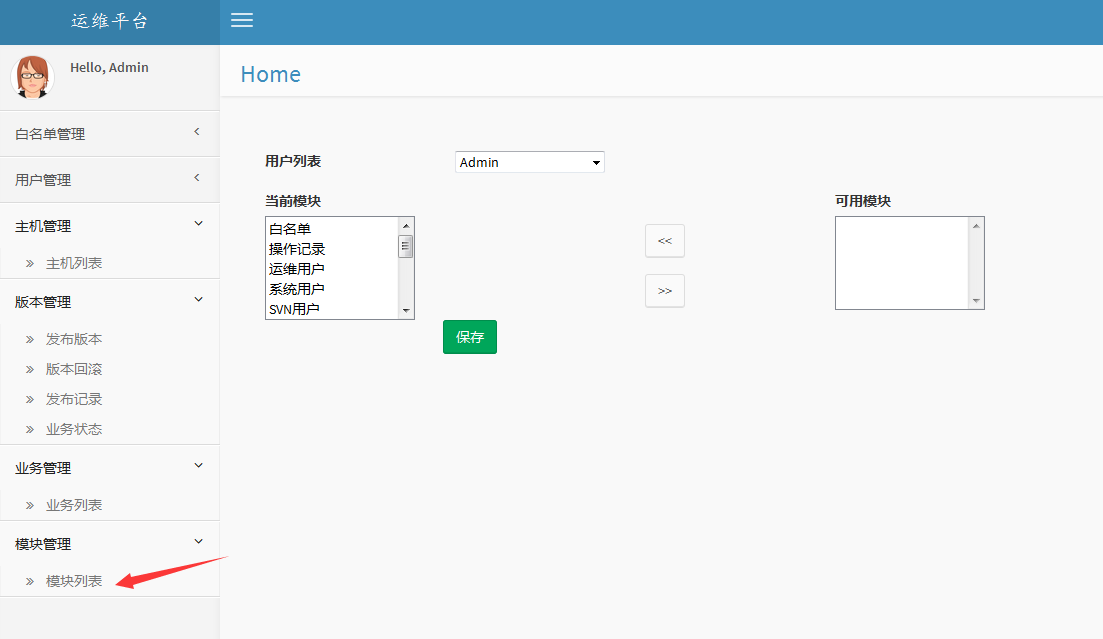 运维平台
Hello, Admin
白名单管理
用户管理
主机管理
主机列表
版本管理
发布版本
版本回滚
发布记录
业务状态
业务管理
业务列表
模块管理
模块列表
Home
用户列表
Admin
当前模块
可用模块
白名单
操作记录
运维用户
系统用户
SVN用户
<<
>>
保存